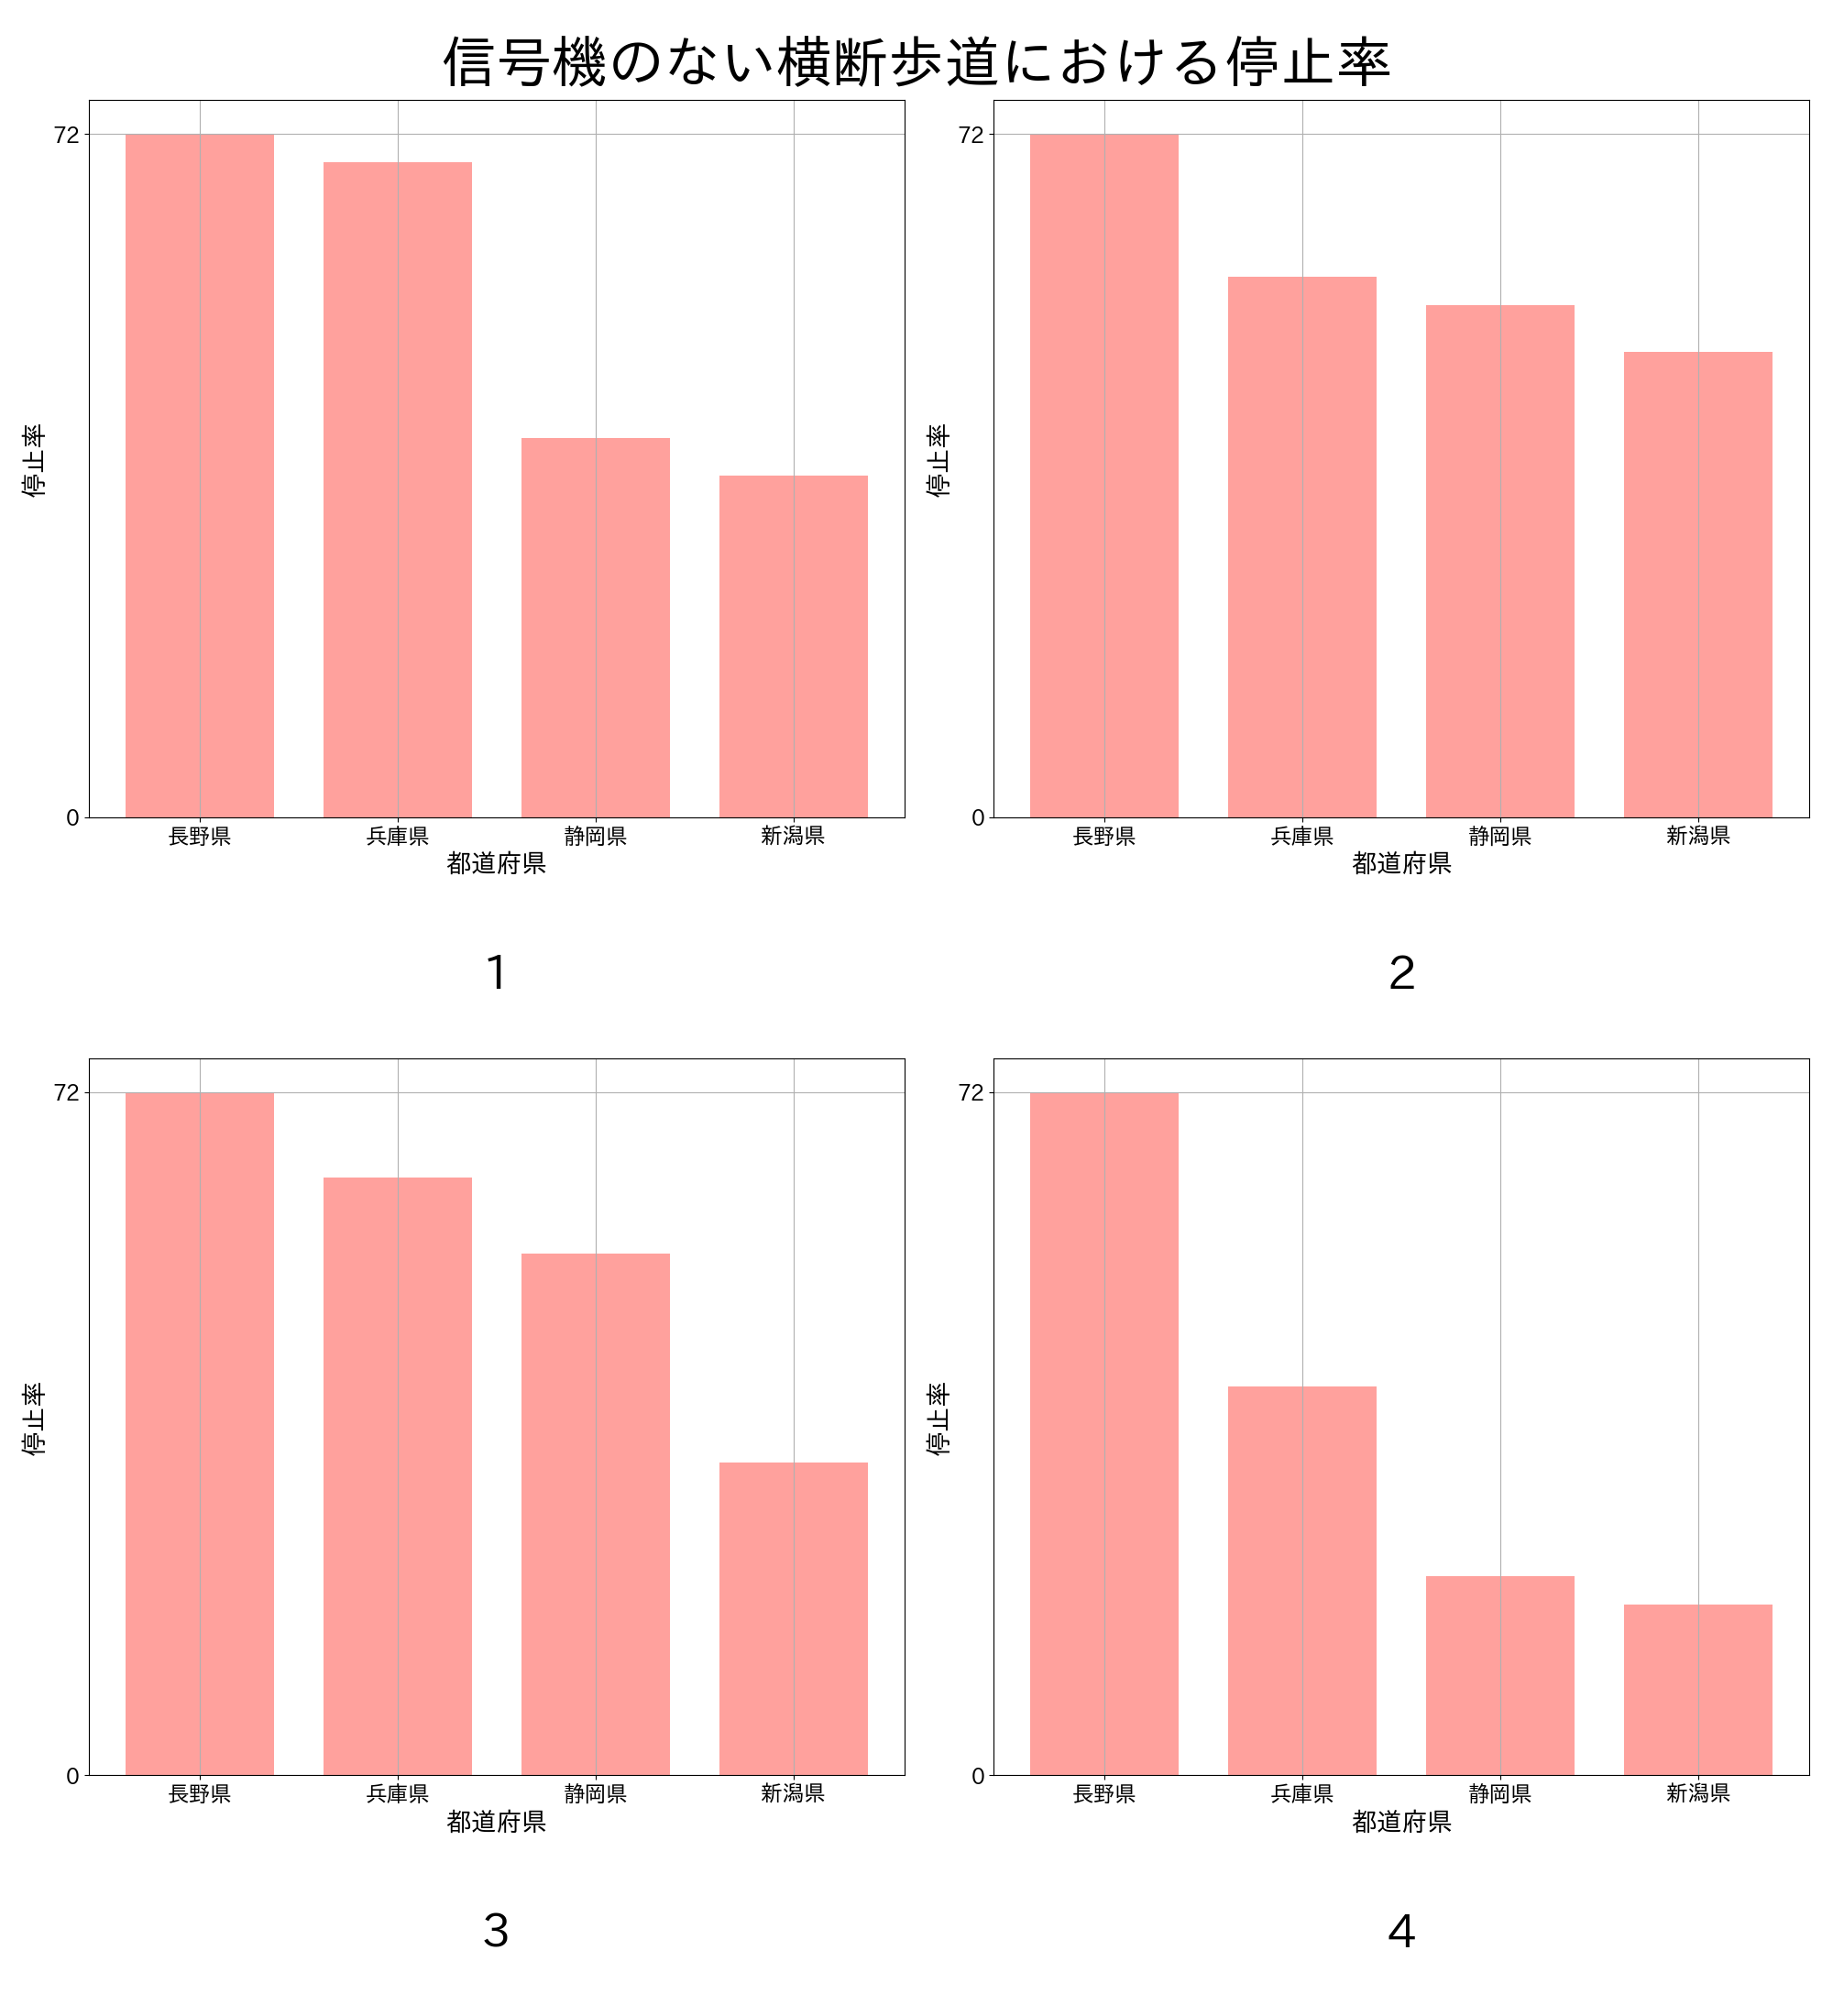 信号機のない横断歩道における停止率
72
0
停止率
長野県 兵庫県 静岡県 新潟県
都道府県
1
72
0
停止率
長野県 兵庫県 静岡県 新潟県
都道府県
2
72
0
停止率
長野県 兵庫県 静岡県 新潟県
都道府県
3
72
0
停止率
長野県 兵庫県 静岡県 新潟県
都道府県
4